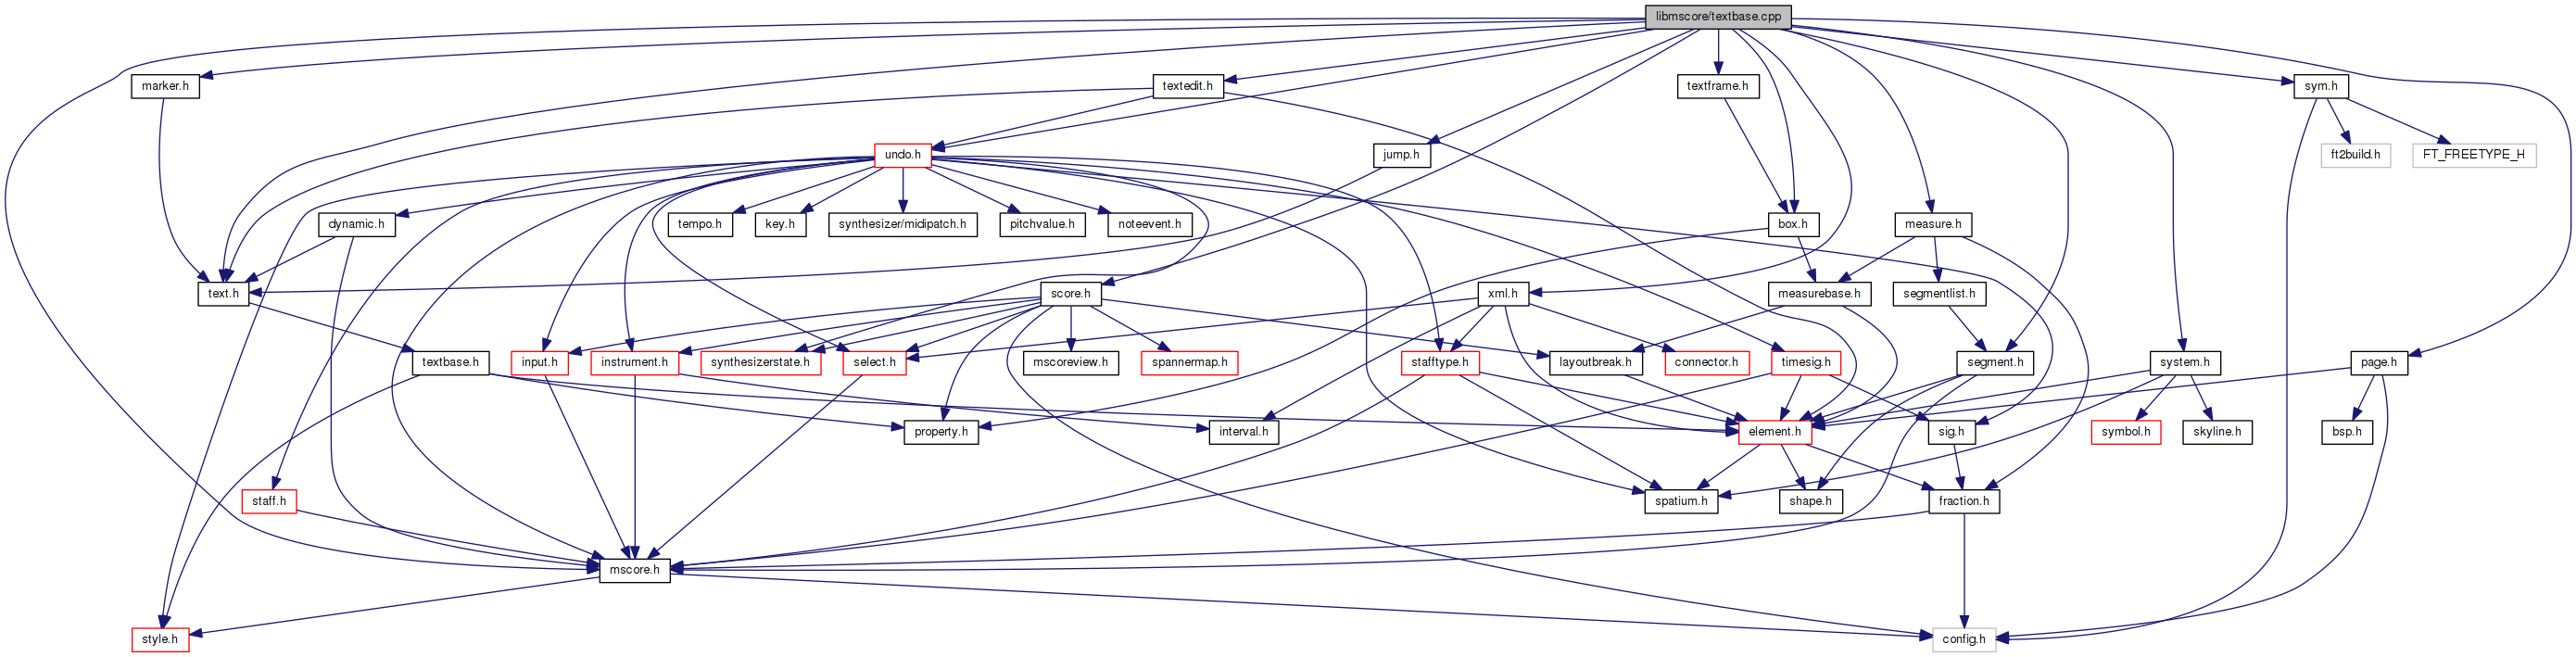 libmscore/textbase.cpp
marker.h
textedit.h
textframe.h
sym.h
undo.h
jump.h
ft2build.h
FT_FREETYPE_H
dynamic.h
tempo.h
key.h
synthesizer/midipatch.h
pitchvalue.h
noteevent.h
box.h
measure.h
text.h
score.h
xml.h
measurebase.h
segmentlist.h
textbase.h
input.h
instrument.h
synthesizerstate.h
select.h
mscoreview.h
spannermap.h
stafftype.h
layoutbreak.h
connector.h
timesig.h
segment.h
system.h
page.h
property.h
interval.h
element.h
sig.h
symbol.h
skyline.h
bsp.h
staff.h
spatium.h
shape.h
fraction.h
mscore.h
style.h
config.h